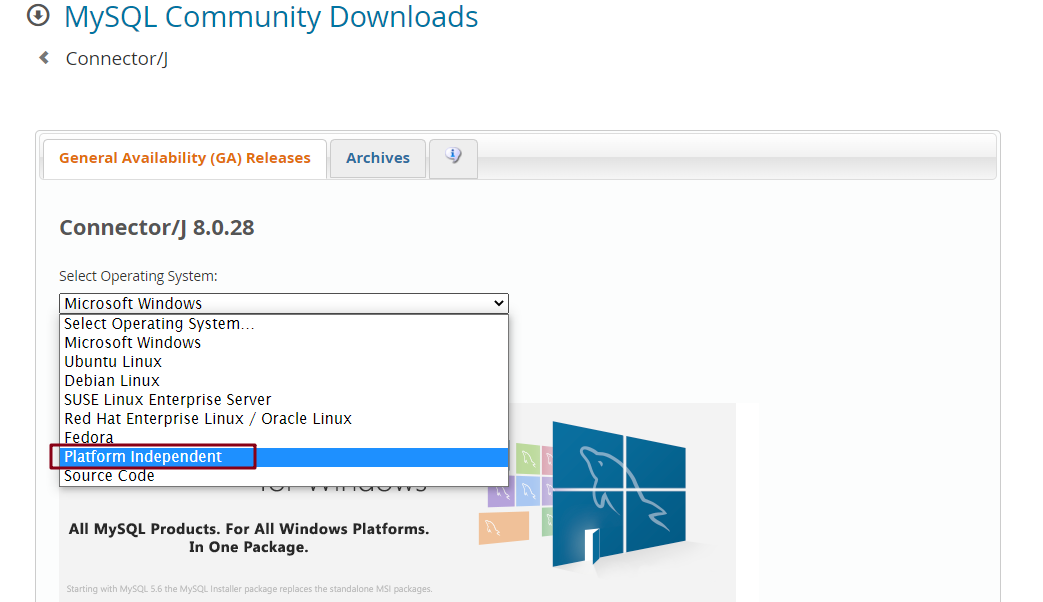 MySQL Community Downloads
Connector/J
General Availability (GA) Releases
Archives
Connector/J 8.0.28
Select Operating System:
Microsoft Windows
Select Operating System...
Microsoft Windows
Ubuntu Linux
Debian Linux
SUSE Linux Enterprise Server
Red Hat Enterprise Linux / Oracle Linux
Fedora
Platform Independent
Source Code
for Windows
All MySQL Products. For All Windows Platforms.
In One Package.
Starting with MySQL 5.6 the MySQL Installer package replaces the standalone MSI packages.